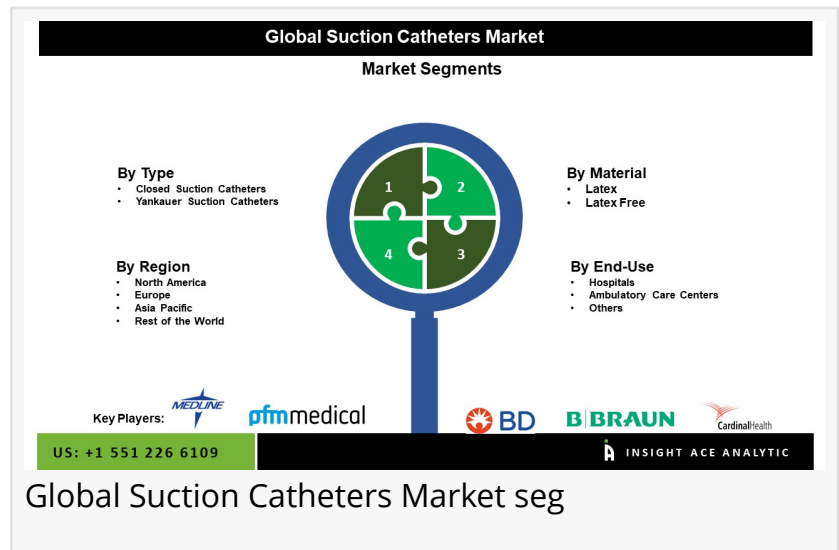 Global Suction Catheters Market
Market Segments
By Type
• Closed Suction Catheters
• Yankauer Suction Catheters
By Material
• Latex
• Latex Free
1
2
4
3
By Region
• North America
• Europe
• Asia Pacific
• Rest of the World
By End-Use
• Hospitals
• Ambulatory Care Centers
• Others
Key Players:
MEDLINE
pfmmedical
BD
B|BRAUN
CardinalHealth
US: +1 551 226 6109
INSIGHT ACE ANALYTIC
Global Suction Catheters Market seg